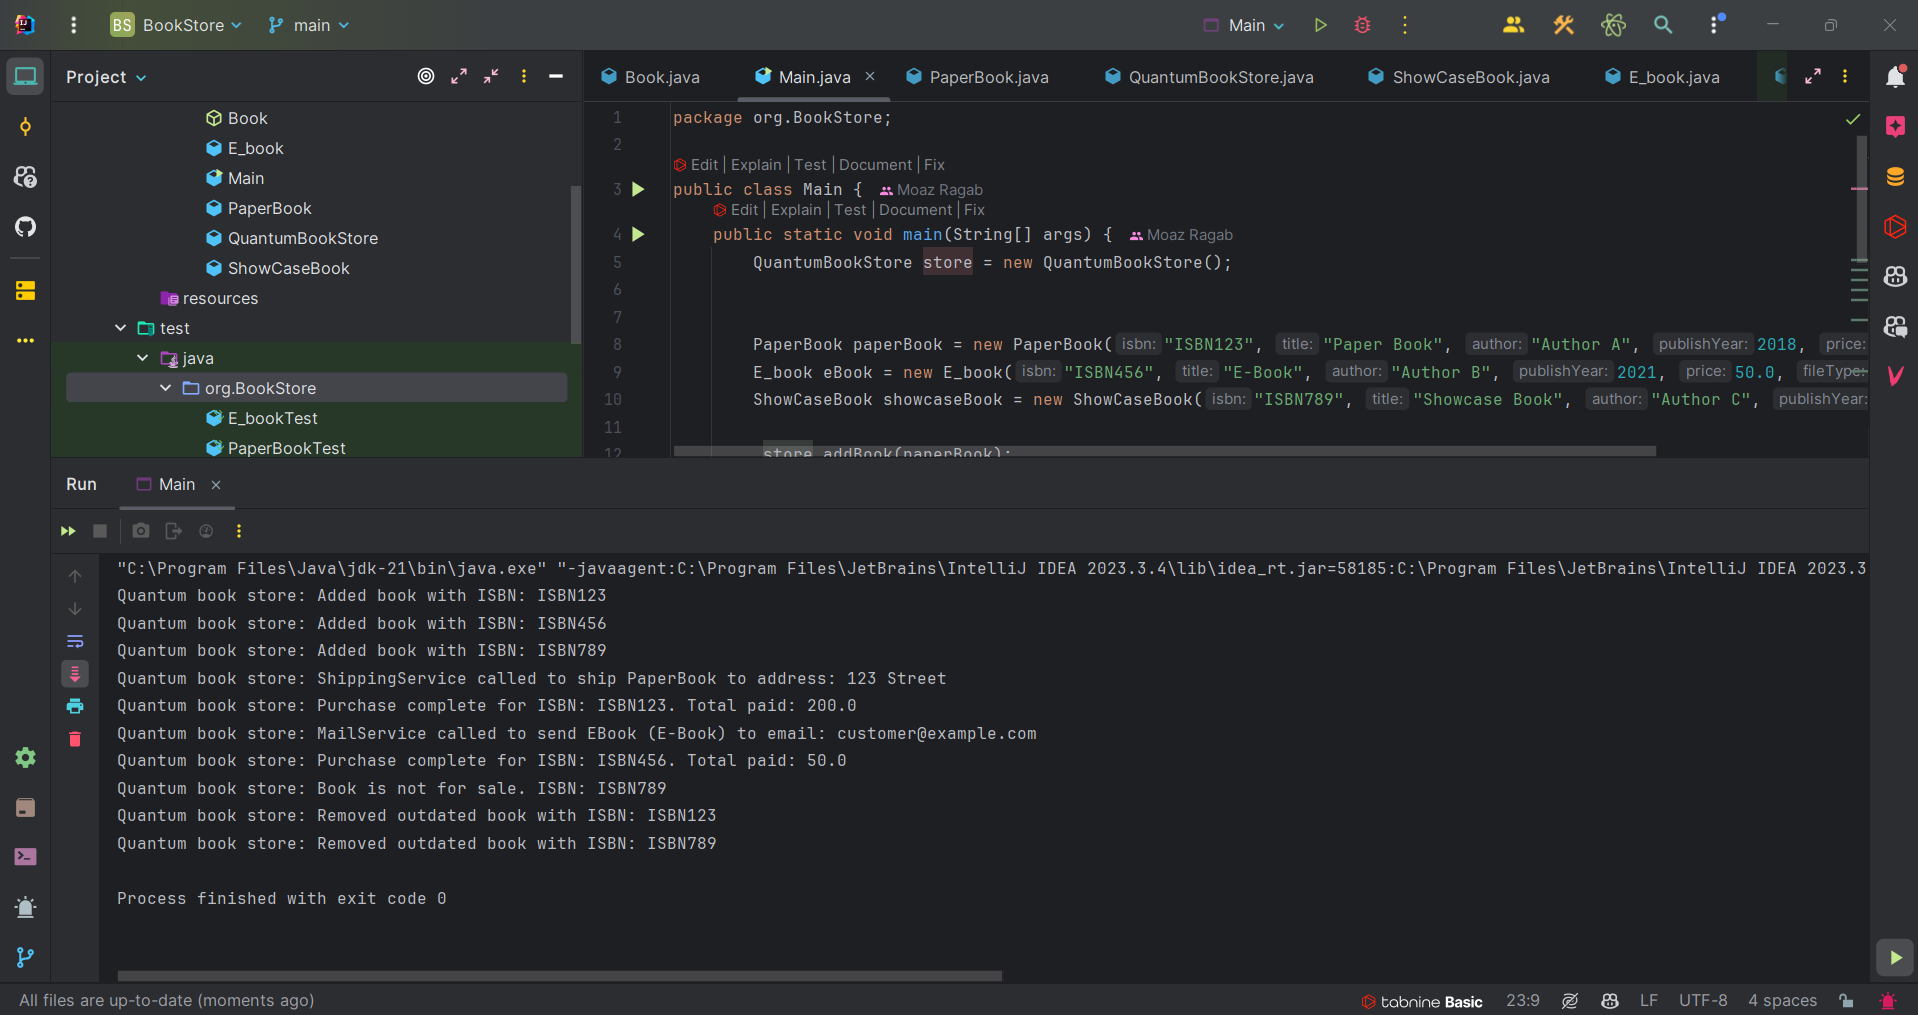 BS BookStore main Main
Project
Book.java Main.java PaperBook.java QuantumBookStore.java ShowCaseBook.java E_book.java
Book
E_book
Main
PaperBook
QuantumBookStore
ShowCaseBook
resources
test
java
org.BookStore
E_bookTest
PaperBookTest
1 package org.BookStore;
2
Edit | Explain | Test | Document | Fix
3 public class Main { Moaz Ragab
Edit | Explain | Test | Document | Fix
4 public static void main(String[] args) { Moaz Ragab
5 QuantumBookStore store = new QuantumBookStore();
6
7
8 PaperBook paperBook = new PaperBook( isbn: "ISBN123", title: "Paper Book", author: "Author A", publishYear: 2018, price:
9 E_book eBook = new E_book( isbn: "ISBN456", title: "E-Book", author: "Author B", publishYear: 2021, price: 50.0, fileType:
10 ShowCaseBook showcaseBook = new ShowCaseBook( isbn: "ISBN789", title: "Showcase Book", author: "Author C", publishYear:
11
12 store.addBook(paperBook);
Run Main
"C:\Program Files\Java\jdk-21\bin\java.exe" "-javaagent:C:\Program Files\JetBrains\IntelliJ IDEA 2023.3.4\lib\idea_rt.jar=58185:C:\Program Files\JetBrains\IntelliJ IDEA 2023.3
Quantum book store: Added book with ISBN: ISBN123
Quantum book store: Added book with ISBN: ISBN456
Quantum book store: Added book with ISBN: ISBN789
Quantum book store: ShippingService called to ship PaperBook to address: 123 Street
Quantum book store: Purchase complete for ISBN: ISBN123. Total paid: 200.0
Quantum book store: MailService called to send EBook (E-Book) to email: customer@example.com
Quantum book store: Purchase complete for ISBN: ISBN456. Total paid: 50.0
Quantum book store: Book is not for sale. ISBN: ISBN789
Quantum book store: Removed outdated book with ISBN: ISBN123
Quantum book store: Removed outdated book with ISBN: ISBN789
Process finished with exit code 0
All files are up-to-date (moments ago) tabnine Basic 23:9 LF UTF-8 4 spaces